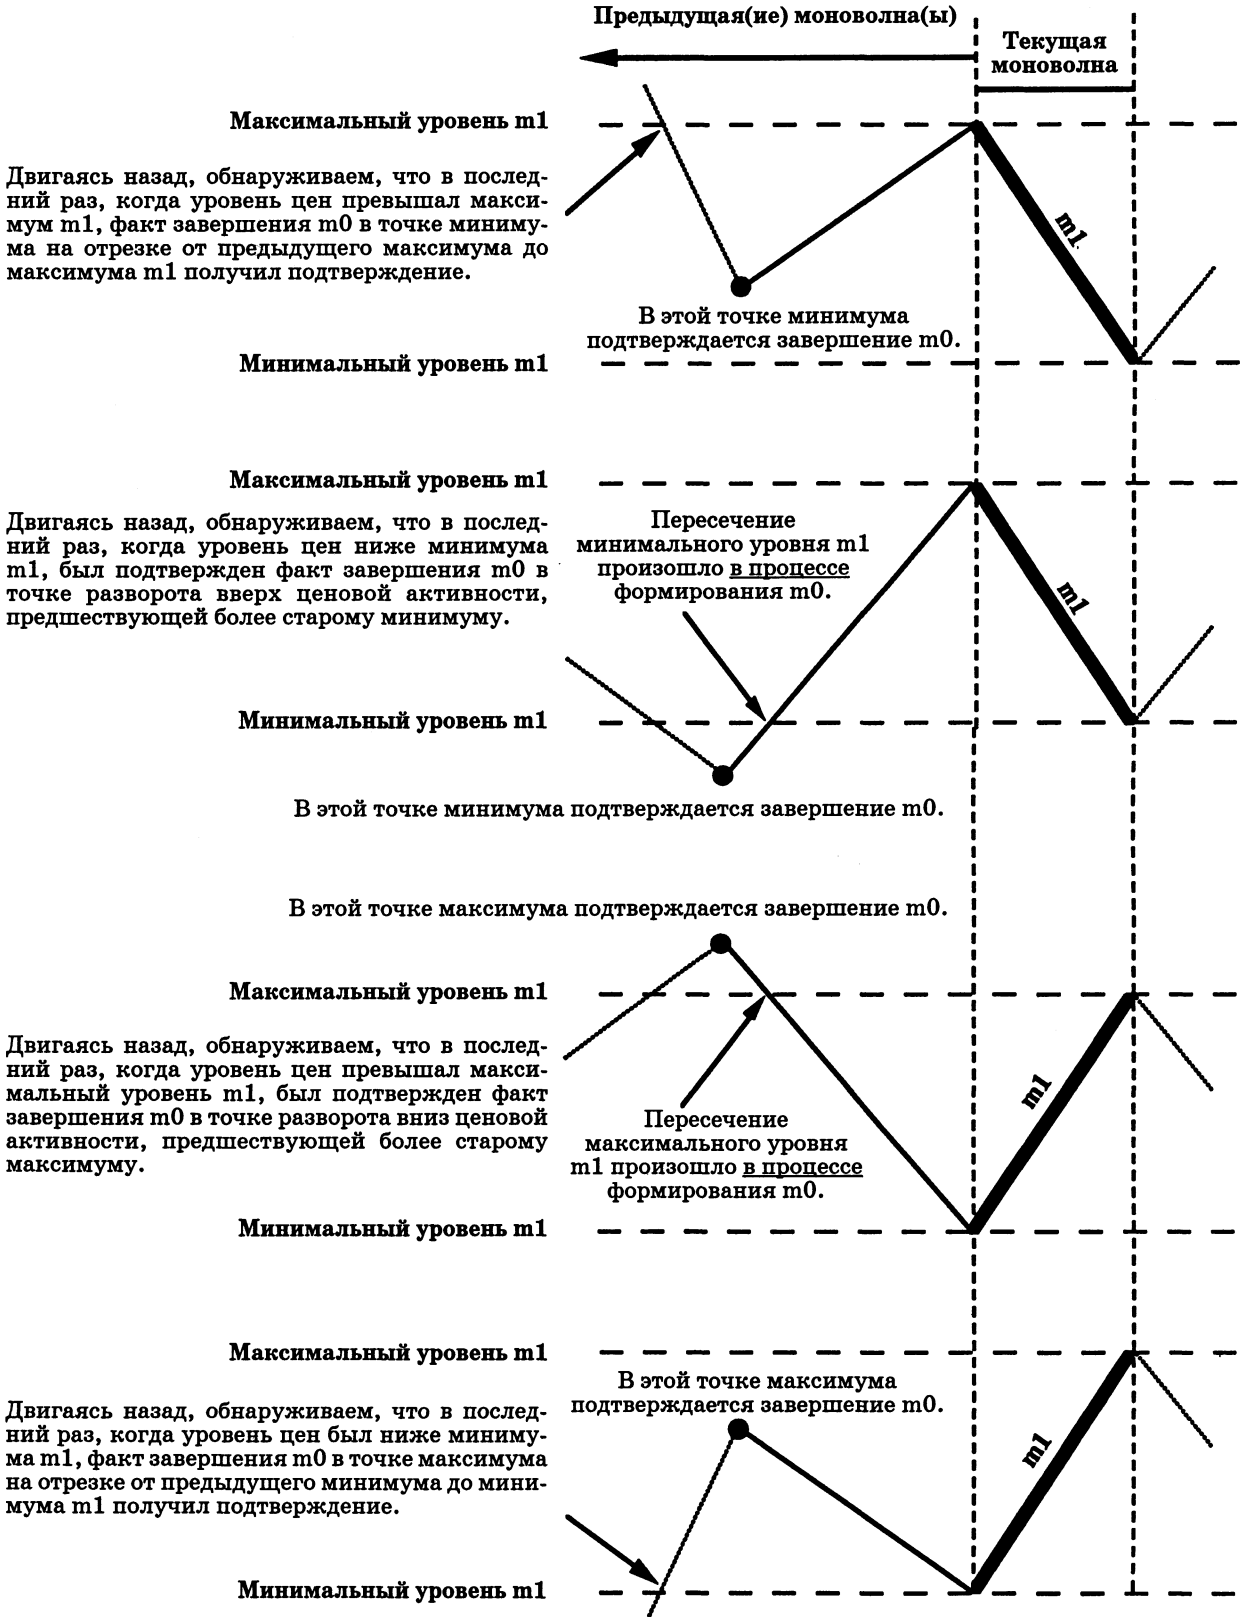 Предыдущая(ие) моноволна(ы)
Текущая
моноволна
Максимальный уровень m1
Двигаясь назад, обнаруживаем, что в послед-
ний раз, когда уровень цен превышал макси-
мум m1, факт завершения m0 в точке миниму-
ма на отрезке от предыдущего максимума до
максимума m1 получил подтверждение.
m1
В этой точке минимума
подтверждается завершение m0.
Минимальный уровень m1
Максимальный уровень m1
Двигаясь назад, обнаруживаем, что в послед-
ний раз, когда уровень цен ниже минимума
m1, был подтвержден факт завершения m0 в
точке разворота вверх ценовой активности,
предшествующей более старому минимуму.
Пересечение
минимального уровня m1
произошло в процессе
формирования m0.
m1
Минимальный уровень m1
В этой точке минимума подтверждается завершение m0.
В этой точке максимума подтверждается завершение m0.
Максимальный уровень m1
Двигаясь назад, обнаруживаем, что в послед-
ний раз, когда уровень цен превышал макси-
мальный уровень m1, был подтвержден факт
завершения m0 в точке разворота вниз ценовой
активности, предшествующей более старому
максимуму.
m1
Пересечение
максимального уровня
m1 произошло в процессе
формирования m0.
Минимальный уровень m1
Максимальный уровень m1
В этой точке максимума
подтверждается завершение m0.
Двигаясь назад, обнаруживаем, что в послед-
ний раз, когда уровень цен был ниже миниму-
ма m1, факт завершения m0 в точке максимума
на отрезке от предыдущего минимума до мини-
мума m1 получил подтверждение.
m1
Минимальный уровень m1